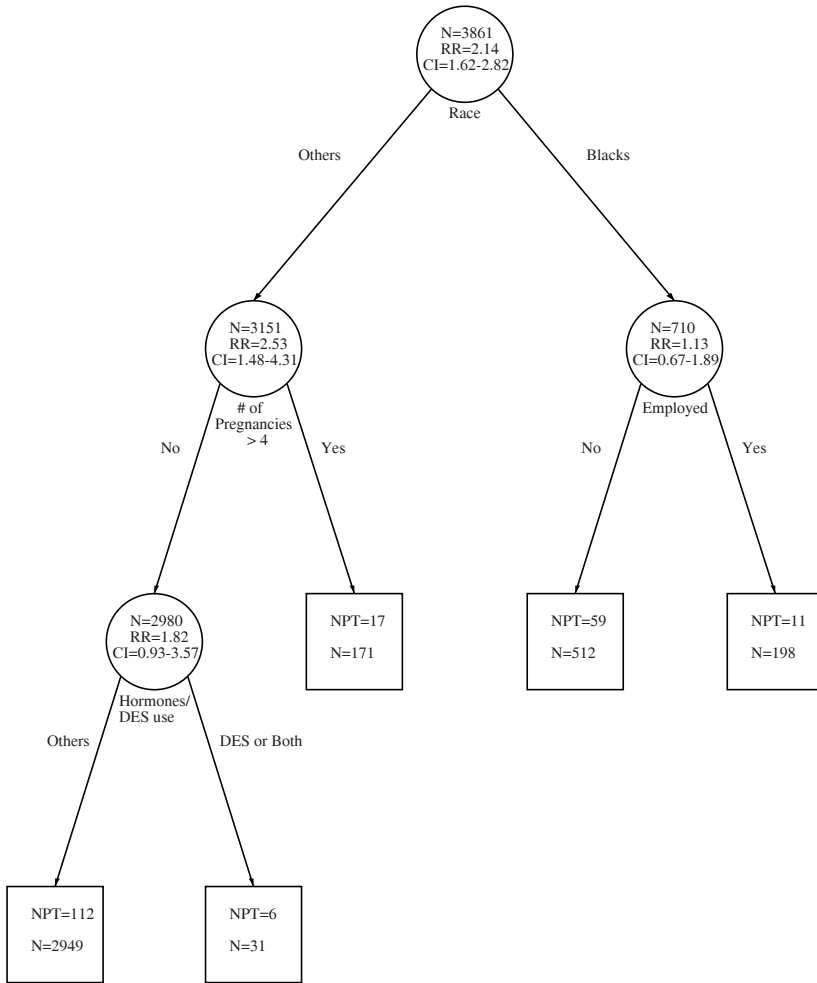 N=3861
RR=2.14
CI=1.62-2.82
Race
Others
Blacks
N=3151
RR=2.53
CI=1.48-4.31
# of
Pregnancies
> 4
N=710
RR=1.13
CI=0.67-1.89
Employed
No
Yes
No
Yes
N=2980
RR=1.82
CI=0.93-3.57
Hormones/
DES use
NPT=17
N=171
NPT=59
N=512
NPT=11
N=198
Others
DES or Both
NPT=112
N=2949
NPT=6
N=31